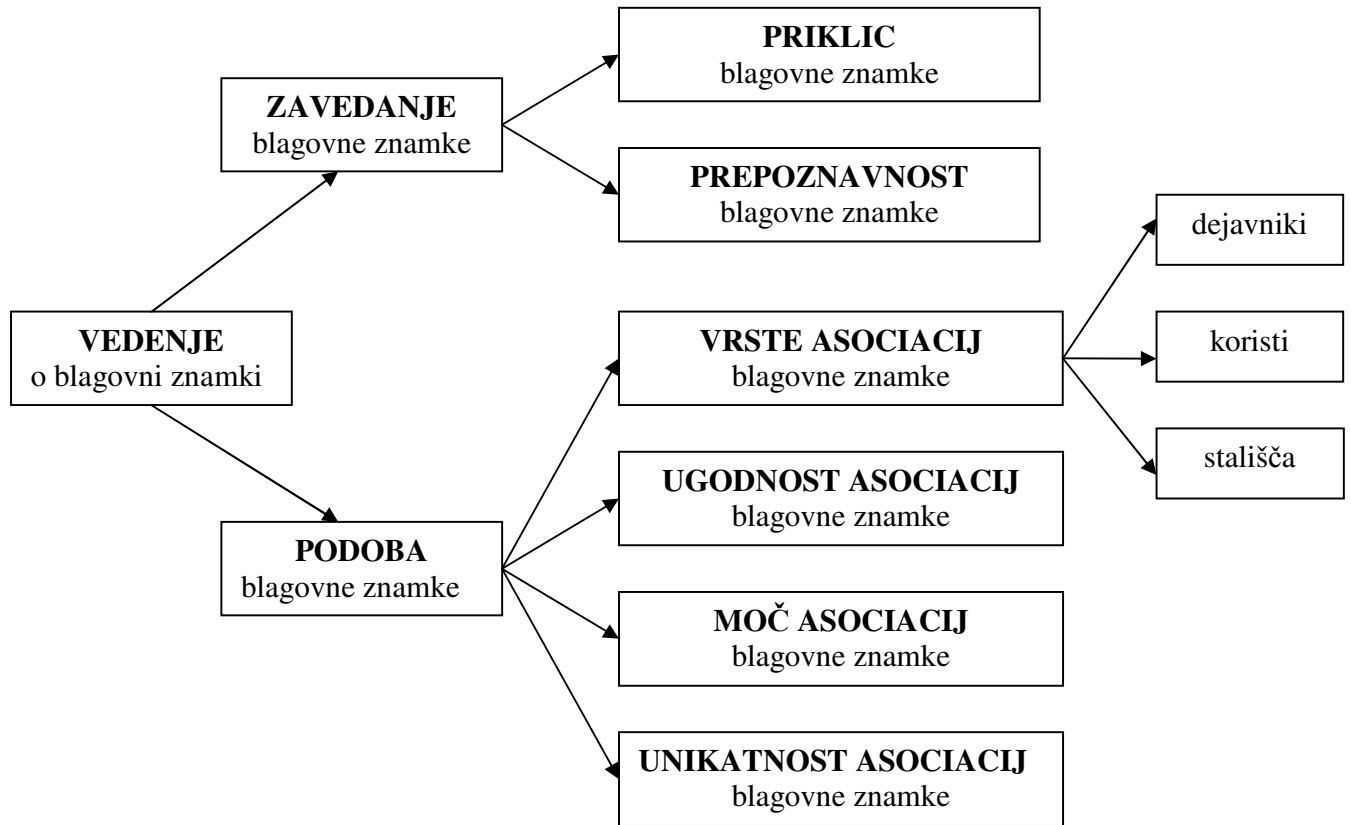 PRIKLIC
blagovne znamke
ZAVEDANJE
blagovne znamke
PREPOZNAVNOST
blagovne znamke
dejavniki
VEDENJE
o blagovni znamki
VRSTE ASOCIACIJ
blagovne znamke
koristi
stališča
UGODNOST ASOCIACIJ
blagovne znamke
PODOBA
blagovne znamke
MOČ ASOCIACIJ
blagovne znamke
UNIKATNOST ASOCIACIJ
blagovne znamke